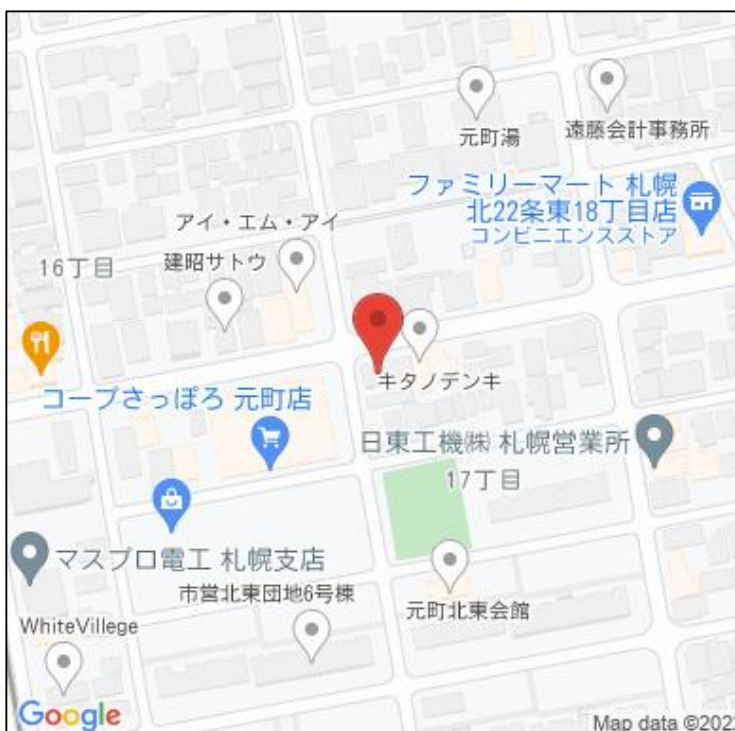 元町湯
遠藤会計事務所
ファミリーマート 札幌
北22条東18丁目店
コンビニエンスストア
アイ・エム・アイ
16丁目
建昭サトウ
キタノデンキ
コープさっぽろ 元町店
日東工機㈱ 札幌営業所
17丁目
マスプロ電工 札幌支店
市営北東団地6号棟
元町北東会館
WhiteVillege
Google
Map data ©2022